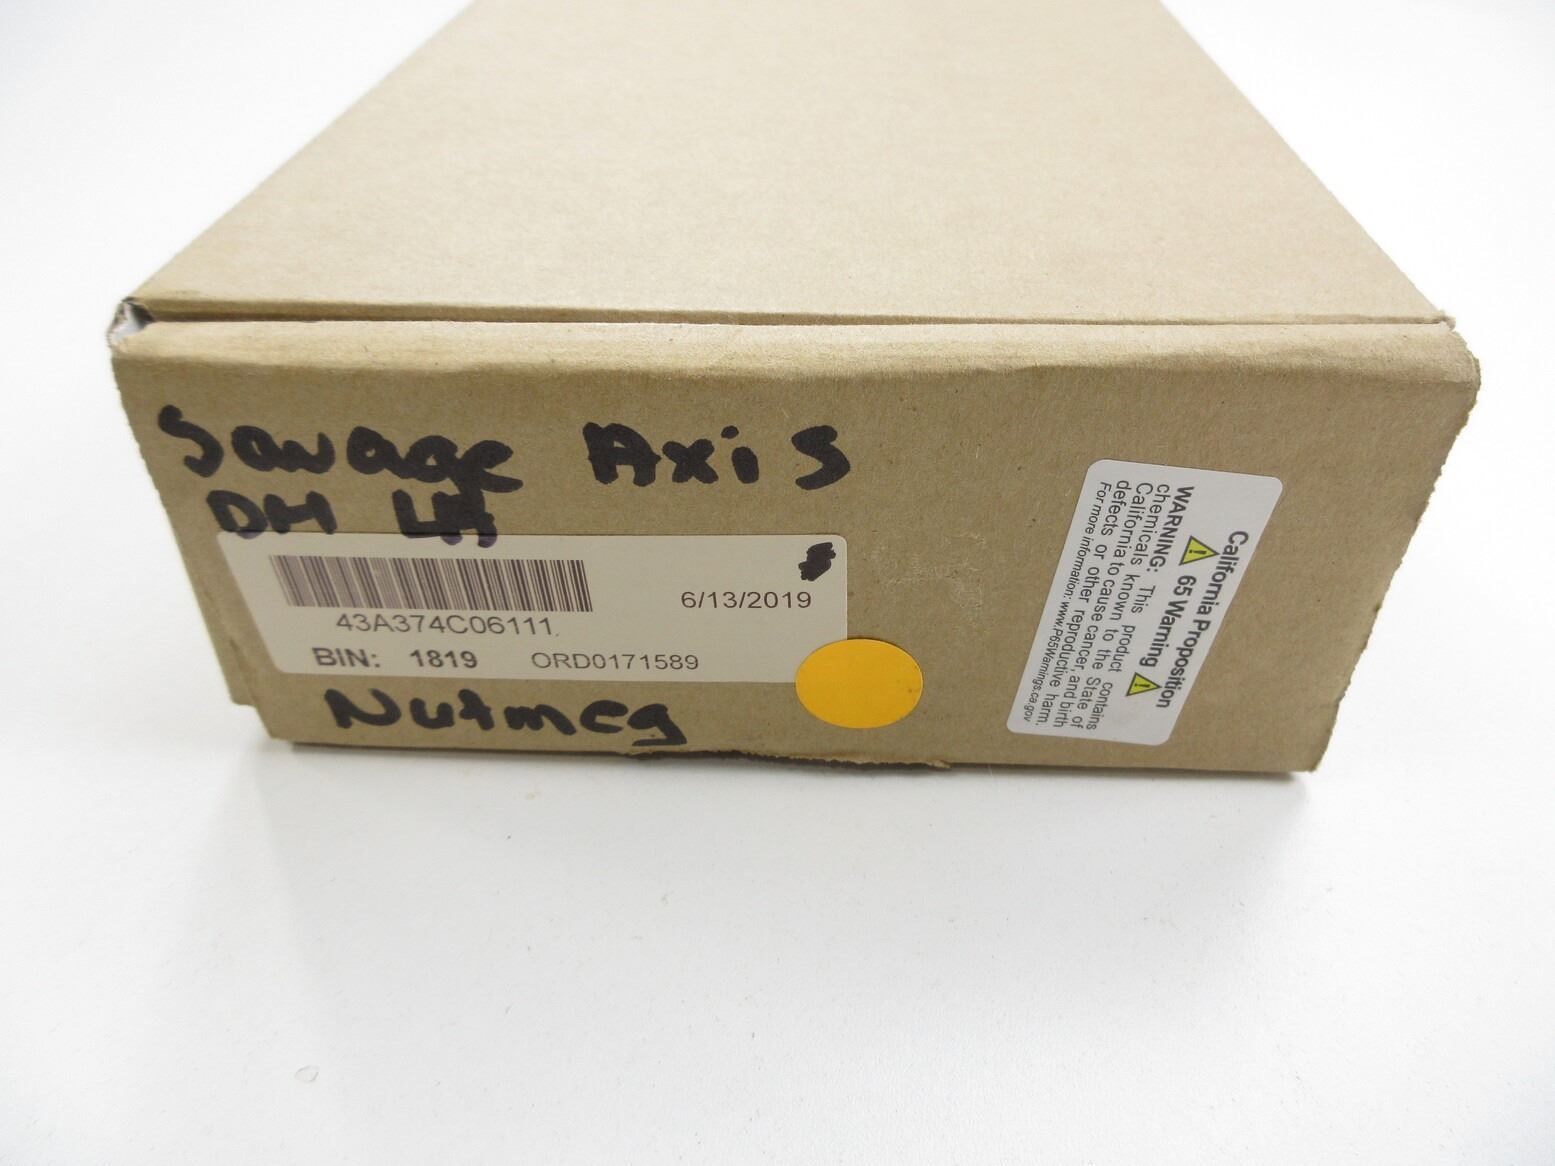 Savage Axis
DM LH
43A374C06111.
6/13/2019
BIN: 1819 ORD0171589
Nutmeg
California Proposition
65 Warning
WARNING: This product contains
chemicals known to the State of
California to cause cancer, and birth
defects or other reproductive harm.
For more information: www.P65Warnings.ca.gov